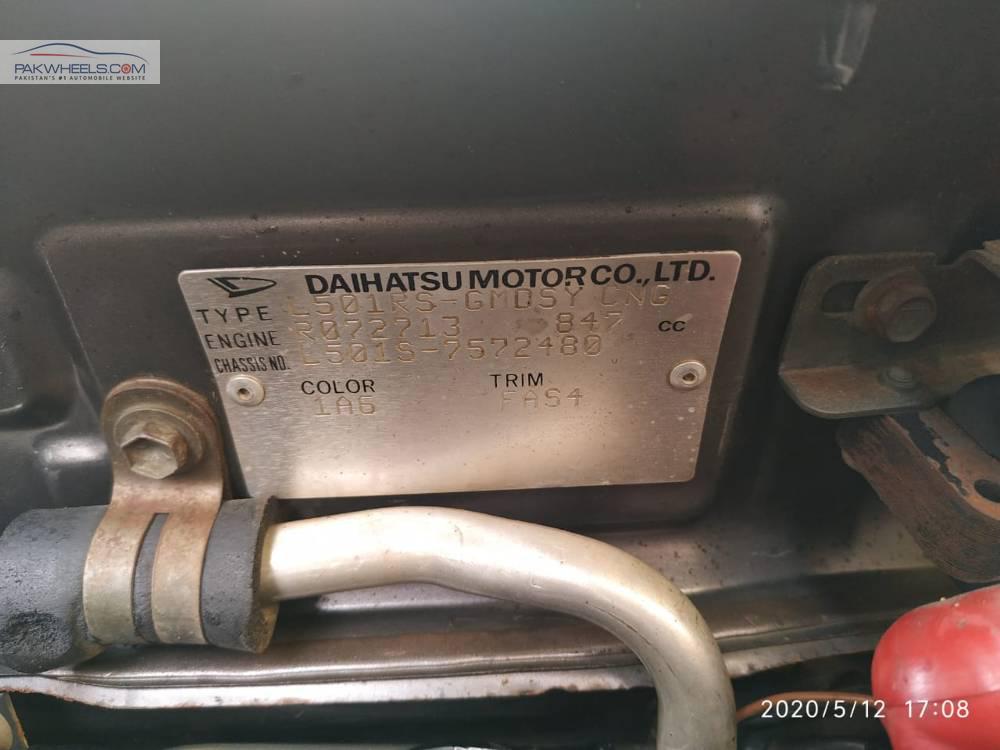 PAKWHEELS.COM
PAKISTAN'S #1 AUTOMOBILE WEBSITE
DAIHATSU MOTOR CO., LTD.
TYPE L501RS-GMDSY CNG
ENGINE R072713 847 CC
CHASSIS NO. L501S-7572480
COLOR TRIM
1A6 FAS4
2020/5/12 17:08